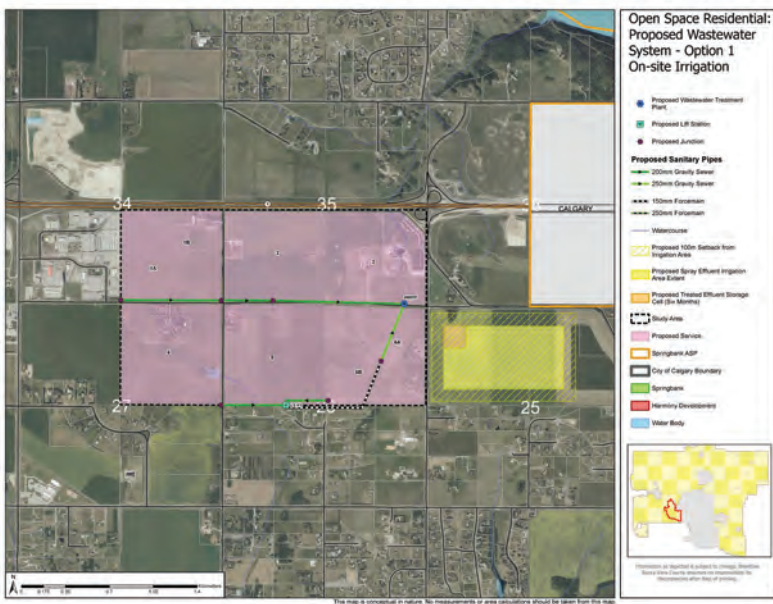 Open Space Residential:
Proposed Wastewater
System - Option 1
On-site Irrigation
Proposed Wastewater Treatment
Plant
Proposed Lift Station
Proposed Junction
Proposed Sanitary Pipes
200mm Gravity Sewer
250mm Gravity Sewer
150mm Forcemain
250mm Forcemain
Watercourse
Proposed 100m Setback from
Irrigation Area
Proposed Spray Effluent Irrigation
Area Extent
Proposed Treated Effluent Storage
Cell (Six Months)
Study Area
Proposed Service
Springbank ASP
City of Calgary Boundary
Springbank
Harmony Development
Water Body
34
35
CALGARY
27
25
N
This map is conceptual in nature. No measurements or area calculations should be taken from this map.